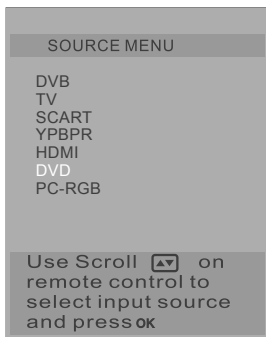 SOURCE MENU
DVB
TV
SCART
YPBPR
HDMI
DVD
PC-RGB
Use Scroll ▲▼ on
remote control to
select input source
and press OK